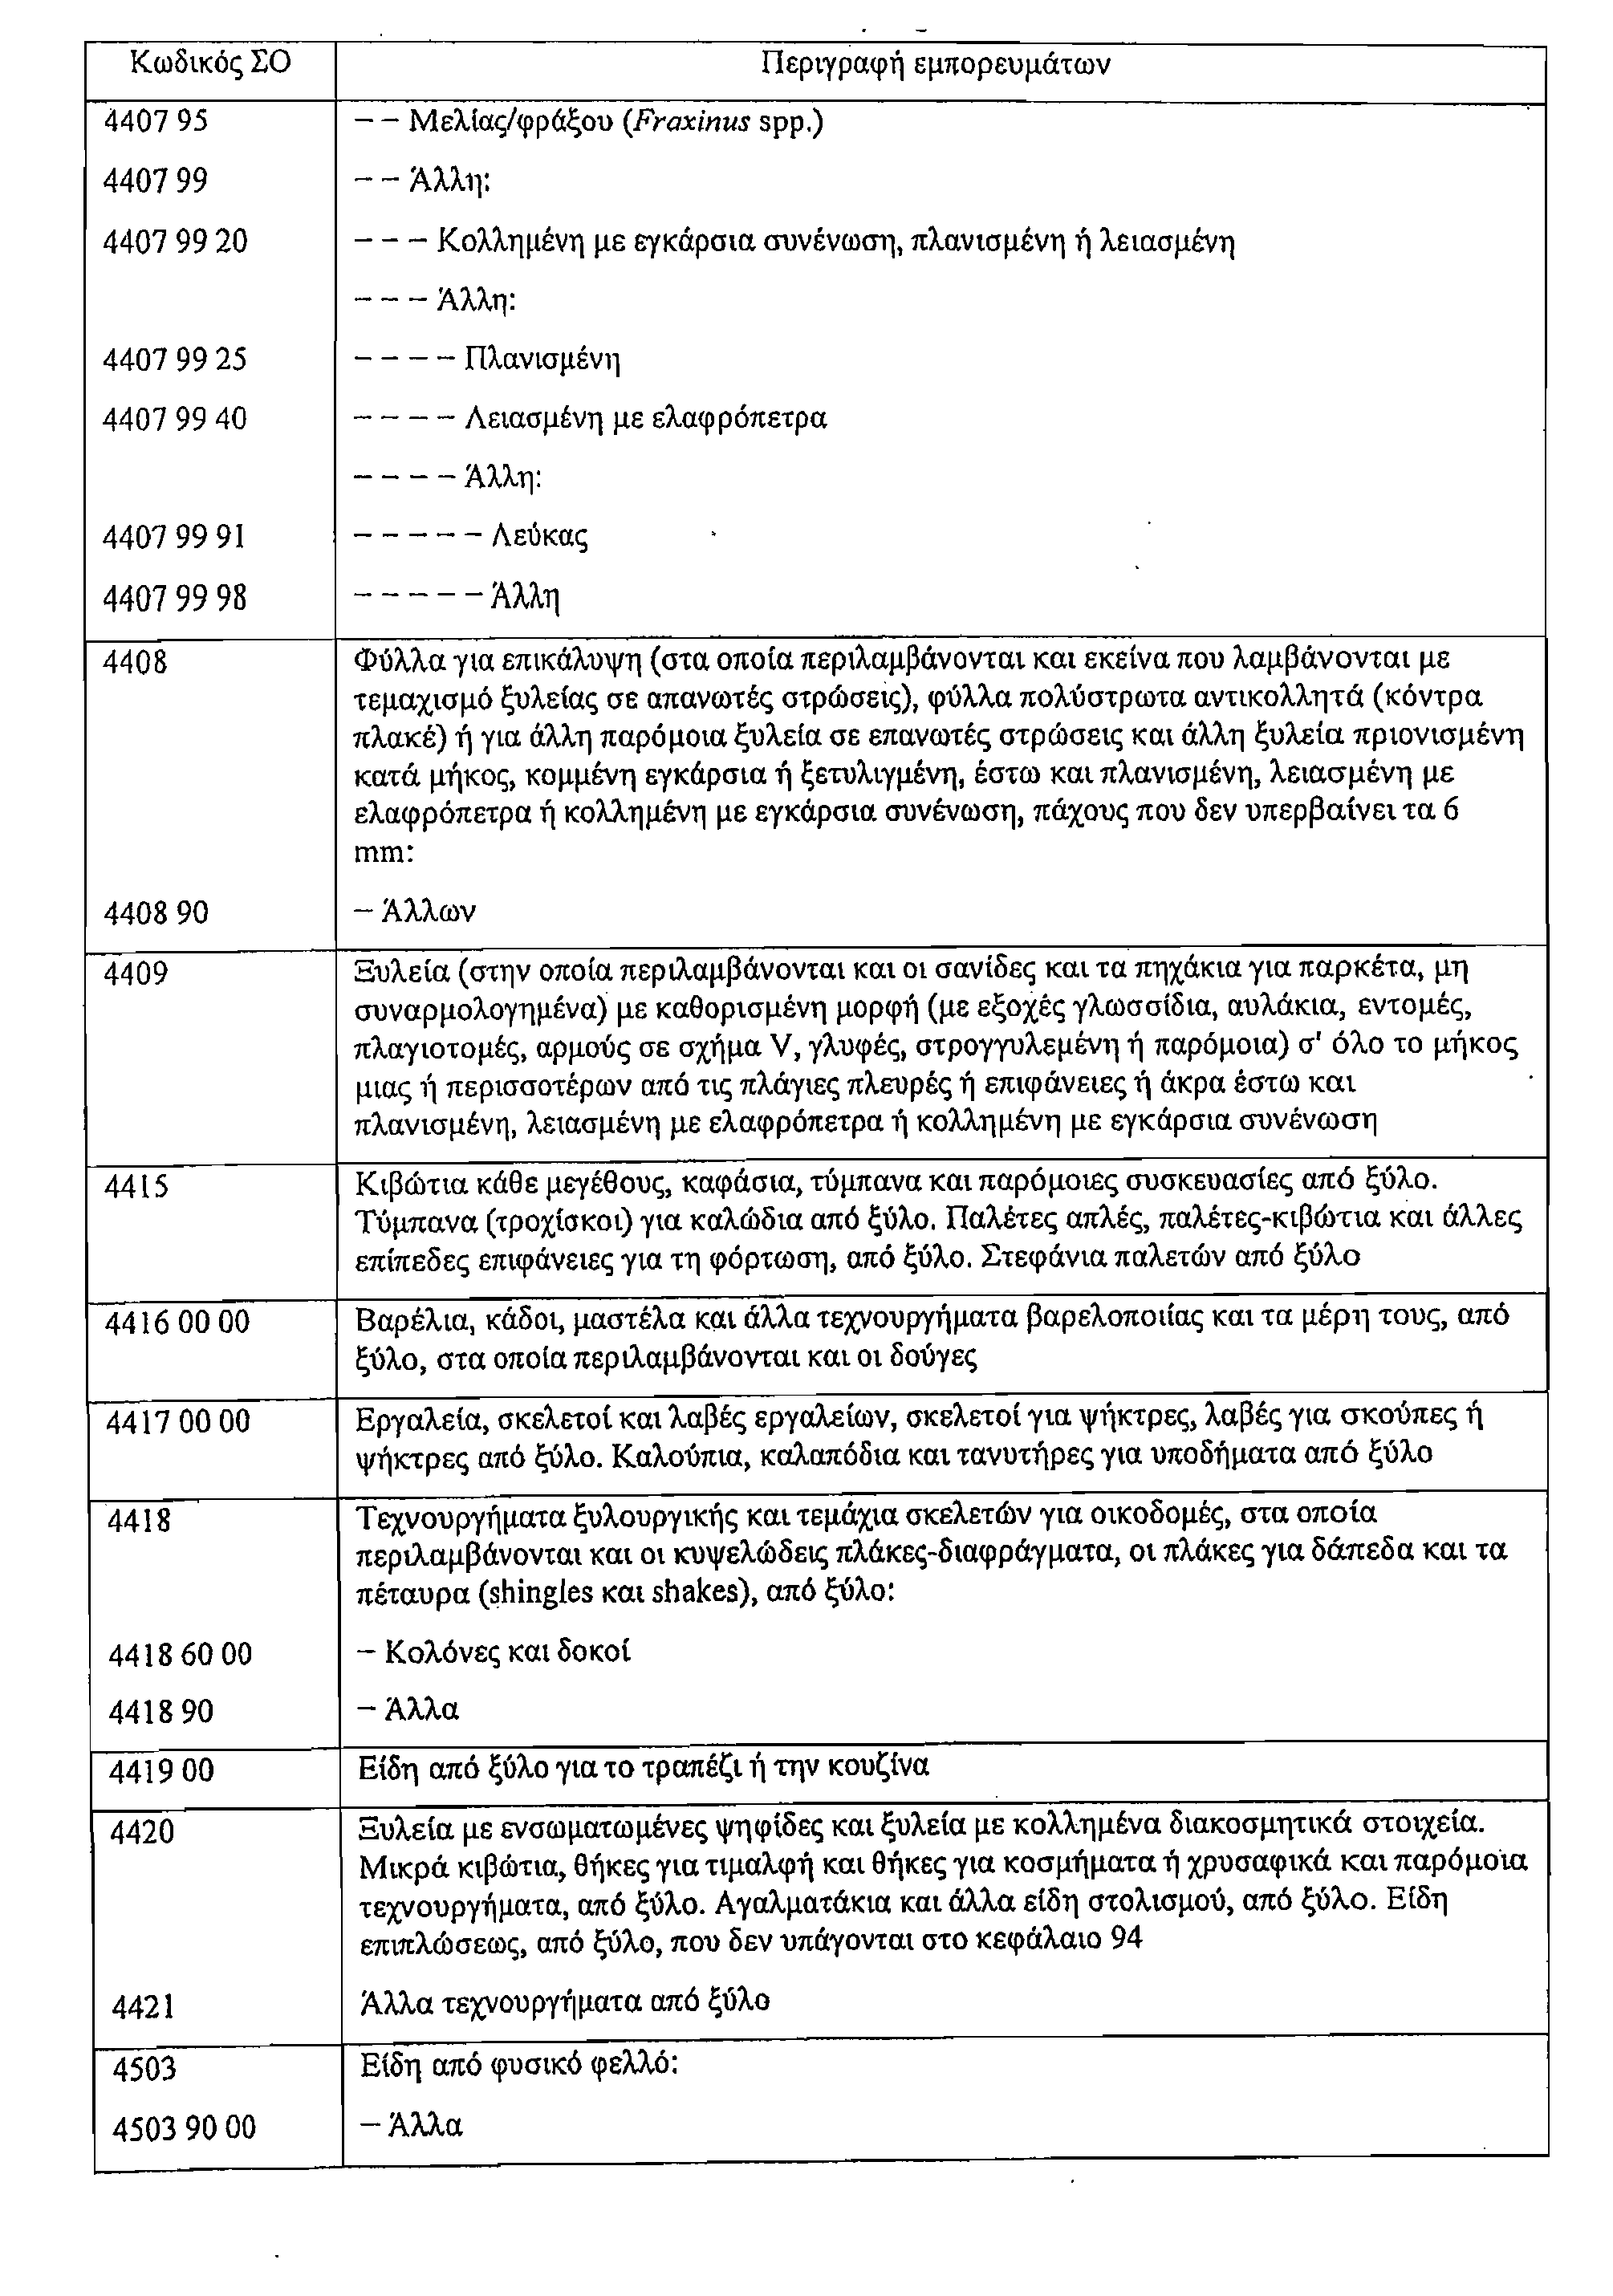 Κωδικός ΣΟ Περιγραφή εμπορευμάτων
4407 95 – – Μελίας/φράξου (Fraxinus spp.)
4407 99 – – Άλλη:
4407 99 20 – – – Κολλημένη με εγκάρσια συνένωση, πλανισμένη ή λειασμένη
– – – Άλλη:
4407 99 25 – – – – Πλανισμένη
4407 99 40 – – – – Λειασμένη με ελαφρόπετρα
– – – – Άλλη:
4407 99 91 – – – – – Λεύκας
4407 99 98 – – – – – Άλλη
4408 Φύλλα για επικάλυψη (στα οποία περιλαμβάνονται και εκείνα που λαμβάνονται με
τεμαχισμό ξυλείας σε απανωτές στρώσεις), φύλλα πολύστρωτα αντικολλητά (κόντρα
πλακέ) ή για άλλη παρόμοια ξυλεία σε επανωτές στρώσεις και άλλη ξυλεία πριονισμένη
κατά μήκος, κομμένη εγκάρσια ή ξετυλιγμένη, έστω και πλανισμένη, λειασμένη με
ελαφρόπετρα ή κολλημένη με εγκάρσια συνένωση, πάχους που δεν υπερβαίνει τα 6
mm:
4408 90 – Άλλων
4409 Ξυλεία (στην οποία περιλαμβάνονται και οι σανίδες και τα πηχάκια για παρκέτα, μη
συναρμολογημένα) με καθορισμένη μορφή (με εξοχές γλωσσίδια, αυλάκια, εντομές,
πλαγιοτομές, αρμούς σε σχήμα V, γλυφές, στρογγυλεμένη ή παρόμοια) σ' όλο το μήκος
μιας ή περισσοτέρων από τις πλάγιες πλευρές ή επιφάνειες ή άκρα έστω και
πλανισμένη, λειασμένη με ελαφρόπετρα ή κολλημένη με εγκάρσια συνένωση
4415 Κιβώτια κάθε μεγέθους, καφάσια, τύμπανα και παρόμοιες συσκευασίες από ξύλο.
Τύμπανα (τροχίσκοι) για καλώδια από ξύλο. Παλέτες απλές, παλέτες-κιβώτια και άλλες
επίπεδες επιφάνειες για τη φόρτωση, από ξύλο. Στεφάνια παλετών από ξύλο
4416 00 00 Βαρέλια, κάδοι, μαστέλα και άλλα τεχνουργήματα βαρελοποιίας και τα μέρη τους, από
ξύλο, στα οποία περιλαμβάνονται και οι δούγες
4417 00 00 Εργαλεία, σκελετοί και λαβές εργαλείων, σκελετοί για ψήκτρες, λαβές για σκούπες ή
ψήκτρες από ξύλο. Καλούπια, καλαπόδια και τανυτήρες για υποδήματα από ξύλο
4418 Τεχνουργήματα ξυλουργικής και τεμάχια σκελετών για οικοδομές, στα οποία
περιλαμβάνονται και οι κυψελώδεις πλάκες-διαφράγματα, οι πλάκες για δάπεδα και τα
πέταυρα (shingles και shakes), από ξύλο:
4418 60 00 – Κολόνες και δοκοί
4418 90 – Άλλα
4419 00 Είδη από ξύλο για το τραπέζι ή την κουζίνα
4420 Ξυλεία με ενσωματωμένες ψηφίδες και ξυλεία με κολλημένα διακοσμητικά στοιχεία.
Μικρά κιβώτια, θήκες για τιμαλφή και θήκες για κοσμήματα ή χρυσαφικά και παρόμοια
τεχνουργήματα, από ξύλο. Αγαλματάκια και άλλα είδη στολισμού, από ξύλο. Είδη
επιπλώσεως, από ξύλο, που δεν υπάγονται στο κεφάλαιο 94
4421 Άλλα τεχνουργήματα από ξύλο
4503 Είδη από φυσικό φελλό:
4503 90 00 – Άλλα